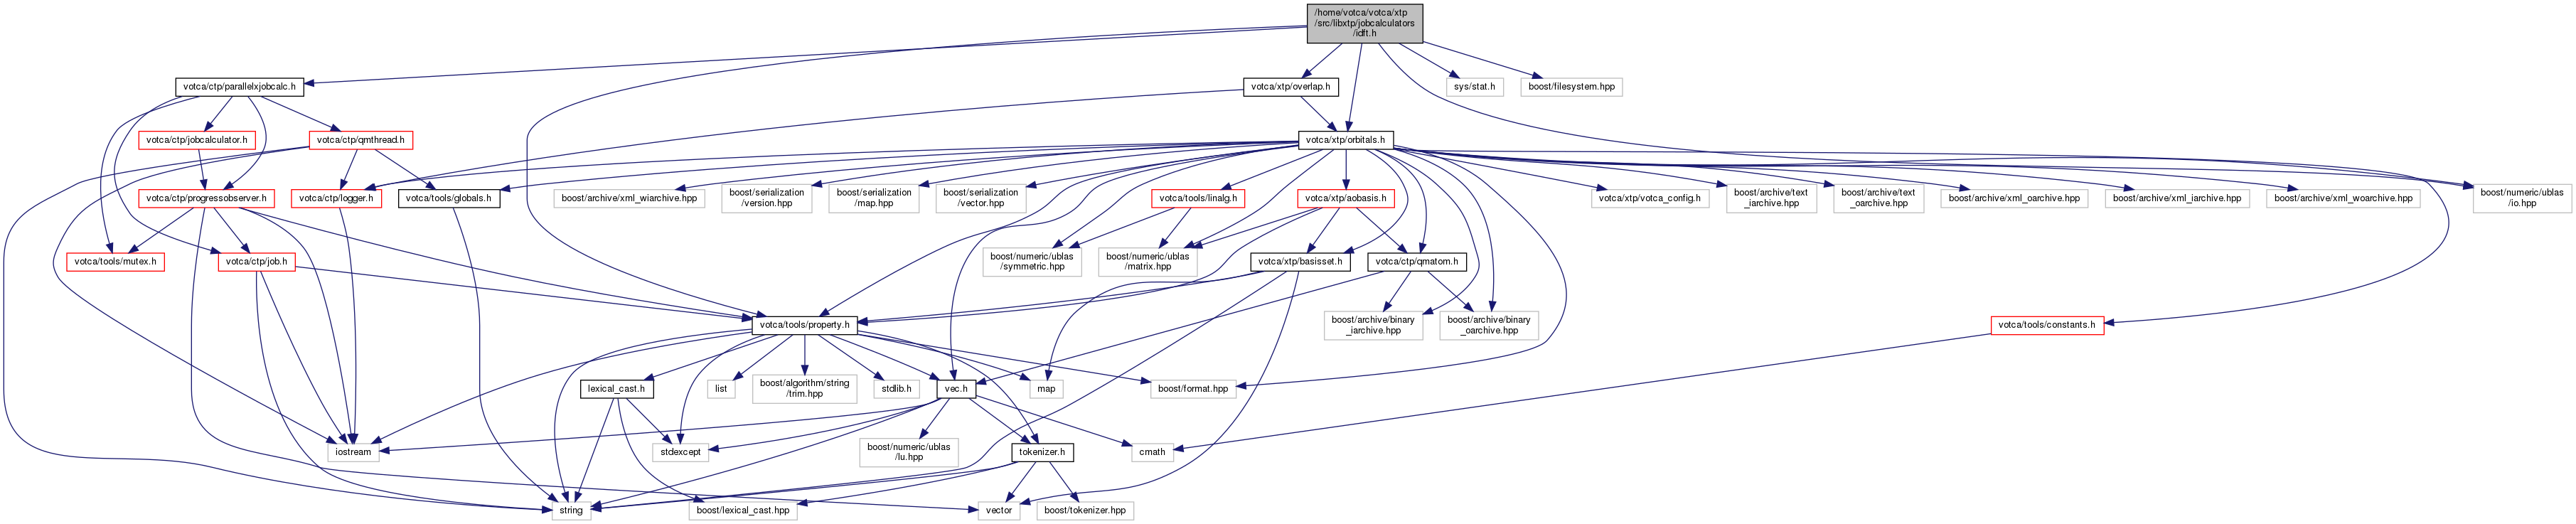 /home/votca/votca/xtp
/src/libxtp/jobcalculators
/idft.h
votca/ctp/parallelxjobcalc.h
votca/xtp/overlap.h
sys/stat.h
boost/filesystem.hpp
votca/ctp/jobcalculator.h
votca/ctp/qmthread.h
votca/xtp/orbitals.h
votca/ctp/progressobserver.h
votca/ctp/logger.h
votca/tools/globals.h
boost/archive/xml_wiarchive.hpp
boost/serialization
/version.hpp
boost/serialization
/map.hpp
boost/serialization
/vector.hpp
votca/tools/linalg.h
votca/xtp/aobasis.h
votca/xtp/votca_config.h
boost/archive/text
_iarchive.hpp
boost/archive/text
_oarchive.hpp
boost/archive/xml_oarchive.hpp
boost/archive/xml_iarchive.hpp
boost/archive/xml_woarchive.hpp
boost/numeric/ublas
/io.hpp
votca/tools/mutex.h
votca/ctp/job.h
boost/numeric/ublas
/symmetric.hpp
boost/numeric/ublas
/matrix.hpp
votca/xtp/basisset.h
votca/ctp/qmatom.h
votca/tools/property.h
boost/archive/binary
_iarchive.hpp
boost/archive/binary
_oarchive.hpp
votca/tools/constants.h
lexical_cast.h
list
boost/algorithm/string
/trim.hpp
stdlib.h
vec.h
map
boost/format.hpp
iostream
stdexcept
boost/numeric/ublas
/lu.hpp
tokenizer.h
cmath
string
boost/lexical_cast.hpp
vector
boost/tokenizer.hpp